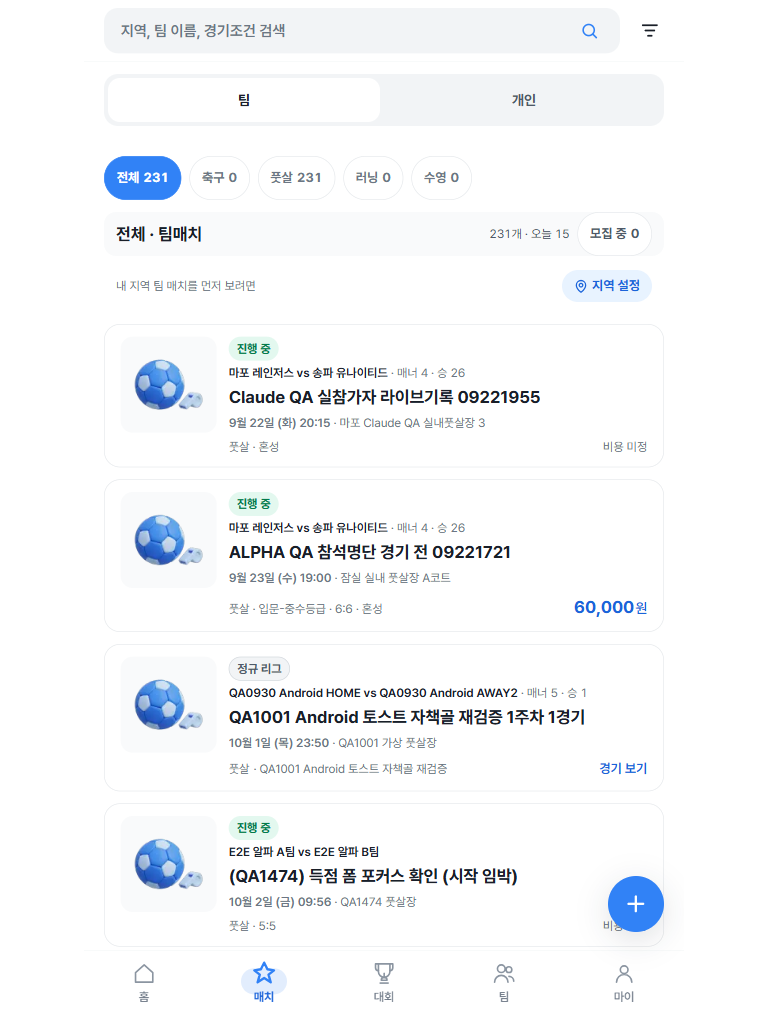 지역, 팀 이름, 경기조건 검색
팀
개인
전체 231
축구 0
풋살 231
러닝 0
수영 0
전체 · 팀매치
231개 · 오늘 15
모집 중 0
내 지역 팀 매치를 먼저 보려면
지역 설정
진행 중
마포 레인저스 vs 송파 유나이티드 · 매너 4 · 승 26
Claude QA 실참가자 라이브기록 09221955
9월 22일 (화) 20:15 · 마포 Claude QA 실내풋살장 3
풋살 · 혼성
비용 미정
진행 중
마포 레인저스 vs 송파 유나이티드 · 매너 4 · 승 26
ALPHA QA 참석명단 경기 전 09221721
9월 23일 (수) 19:00 · 잠실 실내 풋살장 A코트
풋살 · 입문-중수등급 · 6:6 · 혼성
60,000원
정규 리그
QA0930 Android HOME vs QA0930 Android AWAY2 · 매너 5 · 승 1
QA1001 Android 토스트 자책골 재검증 1주차 1경기
10월 1일 (목) 23:50 · QA1001 가상 풋살장
풋살 · QA1001 Android 토스트 자책골 재검증
경기 보기
진행 중
E2E 알파 A팀 vs E2E 알파 B팀
(QA1474) 득점 폼 포커스 확인 (시작 임박)
10월 2일 (금) 09:56 · QA1474 풋살장
풋살 · 5:5
홈
매치
대회
팀
마이